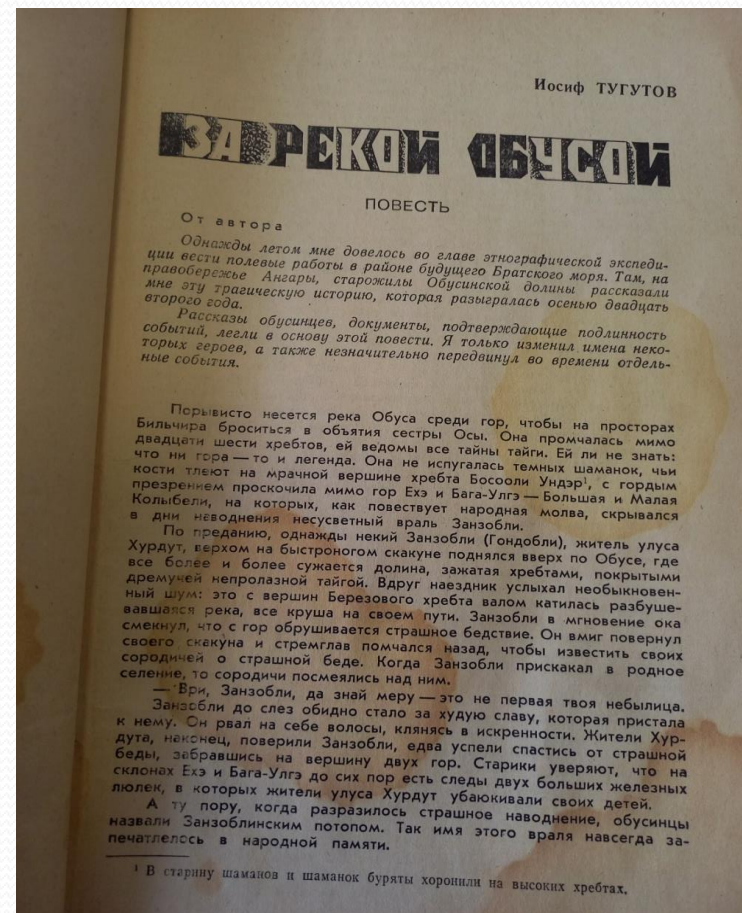 Иосиф ТУГУТОВ
ЗА РЕКОЙ ОБУСОЙ
ПОВЕСТЬ
От автора
Однажды летом мне довелось во главе этнографической экспеди-
ции вести полевые работы в районе будущего Братского моря. Там, на
правобережье Ангары, старожилы Обусинской долины рассказали
мне эту трагическую историю, которая разыгралась осенью двадцать
второго года.
Рассказы обусинцев, документы, подтверждающие подлинность
событий, легли в основу этой повести. Я только изменил имена неко-
торых героев, а также незначительно передвинул во времени отдель-
ные события.
Порывисто несется река Обуса среди гор, чтобы на просторах
Бильчира броситься в объятия сестры Осы. Она промчалась мимо
двадцати шести хребтов, ей ведомы все тайны тайги. Ей ли не знать:
что ни гора — то и легенда. Она не испугалась темных шаманок, чьи
кости тлеют на мрачной вершине хребта Босооли Ундэр¹, с гордым
презрением проскочила мимо гор Ехэ и Бага-Улгэ — Большая и Малая
Колыбели, на которых, как повествует народная молва, скрывался
в дни наводнения несусветный враль Занзобли.
По преданию, однажды некий Занзобли (Гондобли), житель улуса
Хурдут, верхом на быстроногом скакуне поднялся вверх по Обусе, где
все более и более сужается долина, зажатая хребтами, покрытыми
дремучей непролазной тайгой. Вдруг наездник услыхал необыкновен-
ный шум: это с вершин Березового хребта валом катилась разбуше-
вавшаяся река, все круша на своем пути. Занзобли в мгновение ока
смекнул, что с гор обрушивается страшное бедствие. Он вмиг повернул
своего скакуна и стремглав помчался назад, чтобы известить своих
сородичей о страшной беде. Когда Занзобли прискакал в родное
селение, то сородичи посмеялись над ним.
— Ври, Занзобли, да знай меру — это не первая твоя небылица.
Занзобли до слез обидно стало за худую славу, которая пристала
к нему. Он рвал на себе волосы, клянясь в искренности. Жители Хур-
дута, наконец, поверили Занзобли, едва успели спастись от страшной
беды, забравшись на вершину двух гор. Старики уверяют, что на
склонах Ехэ и Бага-Улгэ до сих пор есть следы двух больших железных
люлек, в которых жители улуса Хурдут убаюкивали своих детей.
А ту пору, когда разразилось страшное наводнение, обусинцы
назвали Занзоблинским потопом. Так имя этого враля навсегда за-
печатлелось в народной памяти.
¹ В старину шаманов и шаманок буряты хоронили на высоких хребтах.